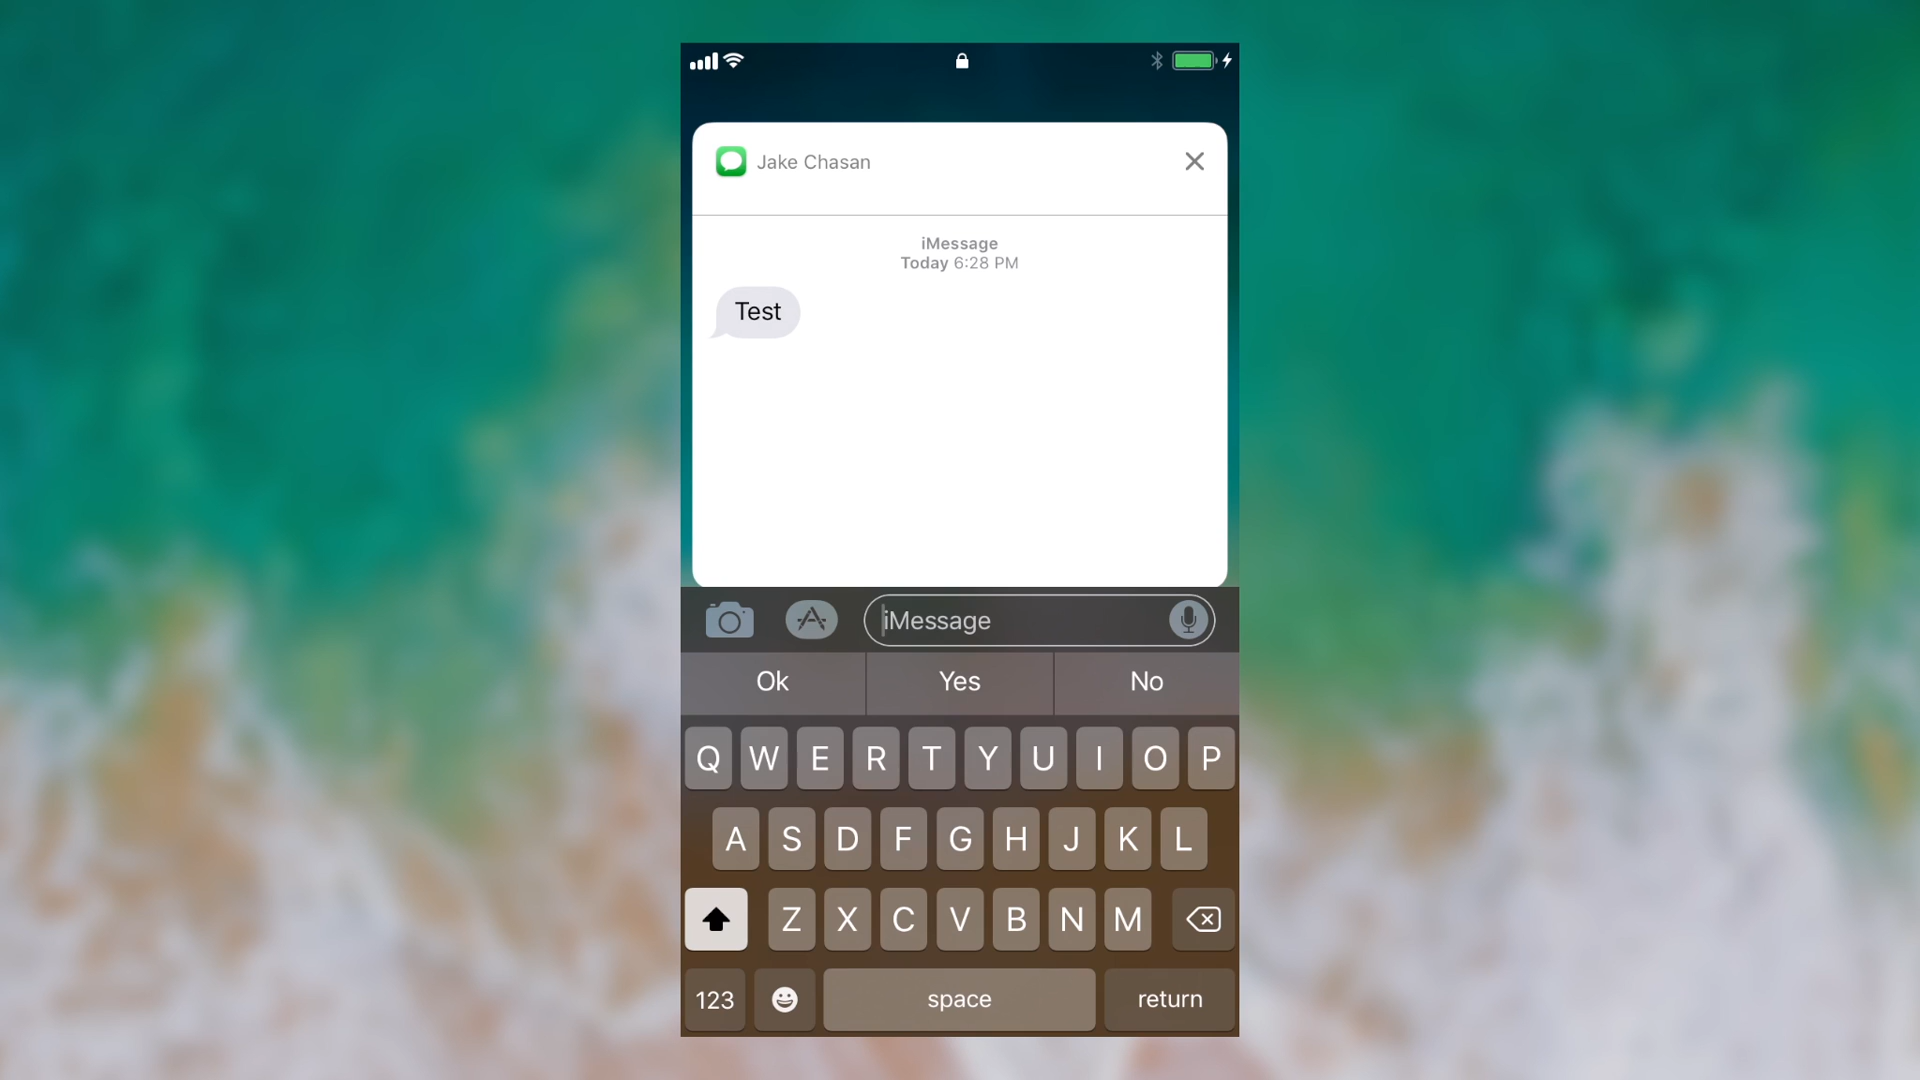 Jake Chasan
iMessage
Today 6:28 PM
Test
iMessage
Ok Yes No
Q W E R T Y U I O P
A S D F G H J K L
Z X C V B N M
123 space return